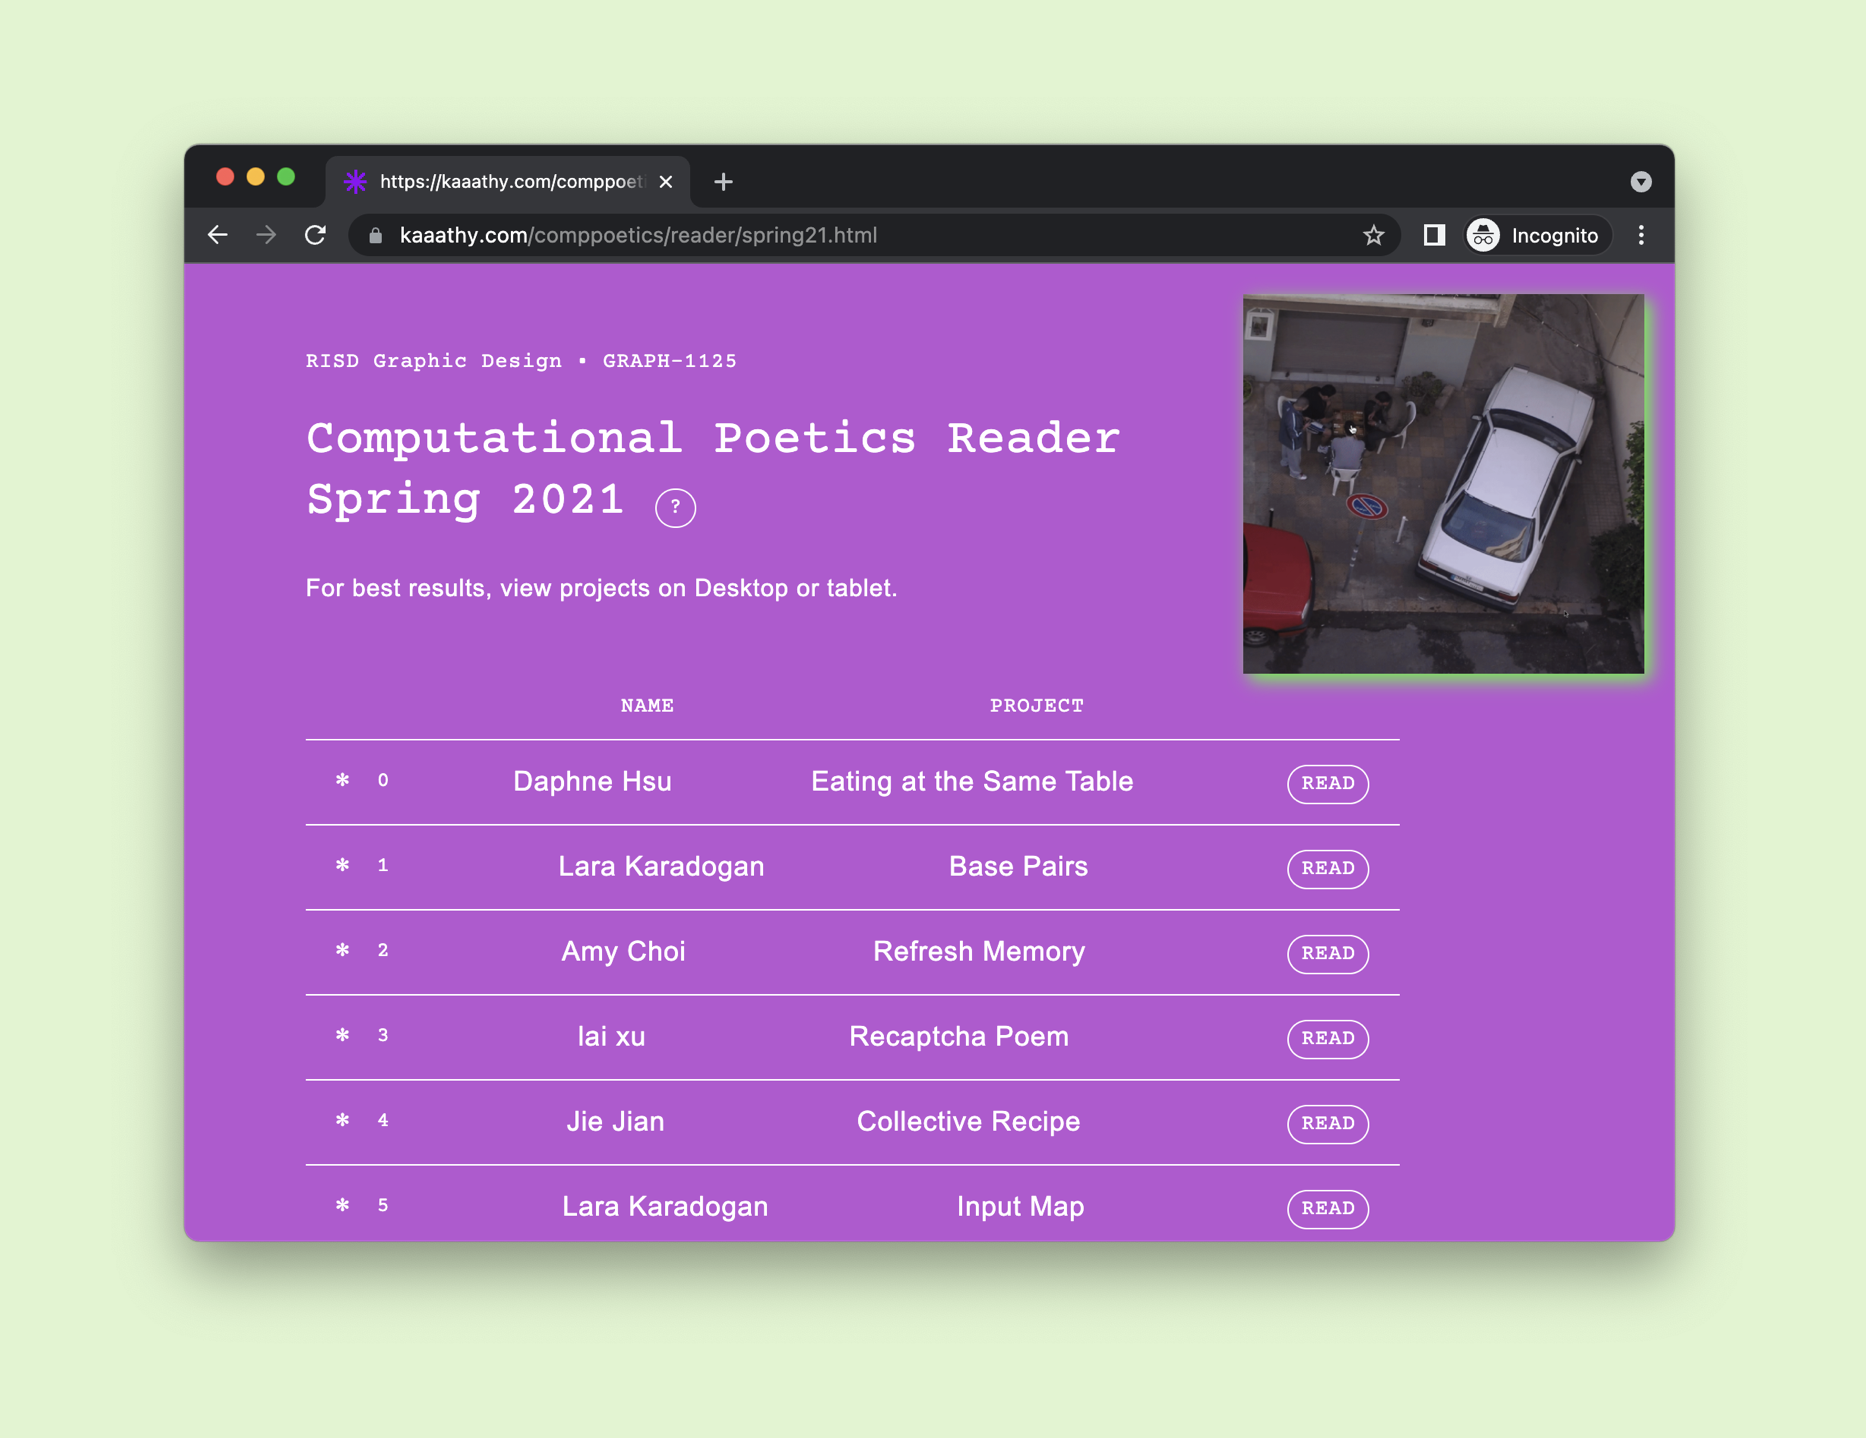 https://kaaathy.com/comppoeti
kaaathy.com/comppoetics/reader/spring21.html
Incognito
RISD Graphic Design • GRAPH-1125
Computational Poetics Reader
Spring 2021 ?
For best results, view projects on Desktop or tablet.
NAME PROJECT
* 0 Daphne Hsu Eating at the Same Table READ
* 1 Lara Karadogan Base Pairs READ
* 2 Amy Choi Refresh Memory READ
* 3 lai xu Recaptcha Poem READ
* 4 Jie Jian Collective Recipe READ
* 5 Lara Karadogan Input Map READ